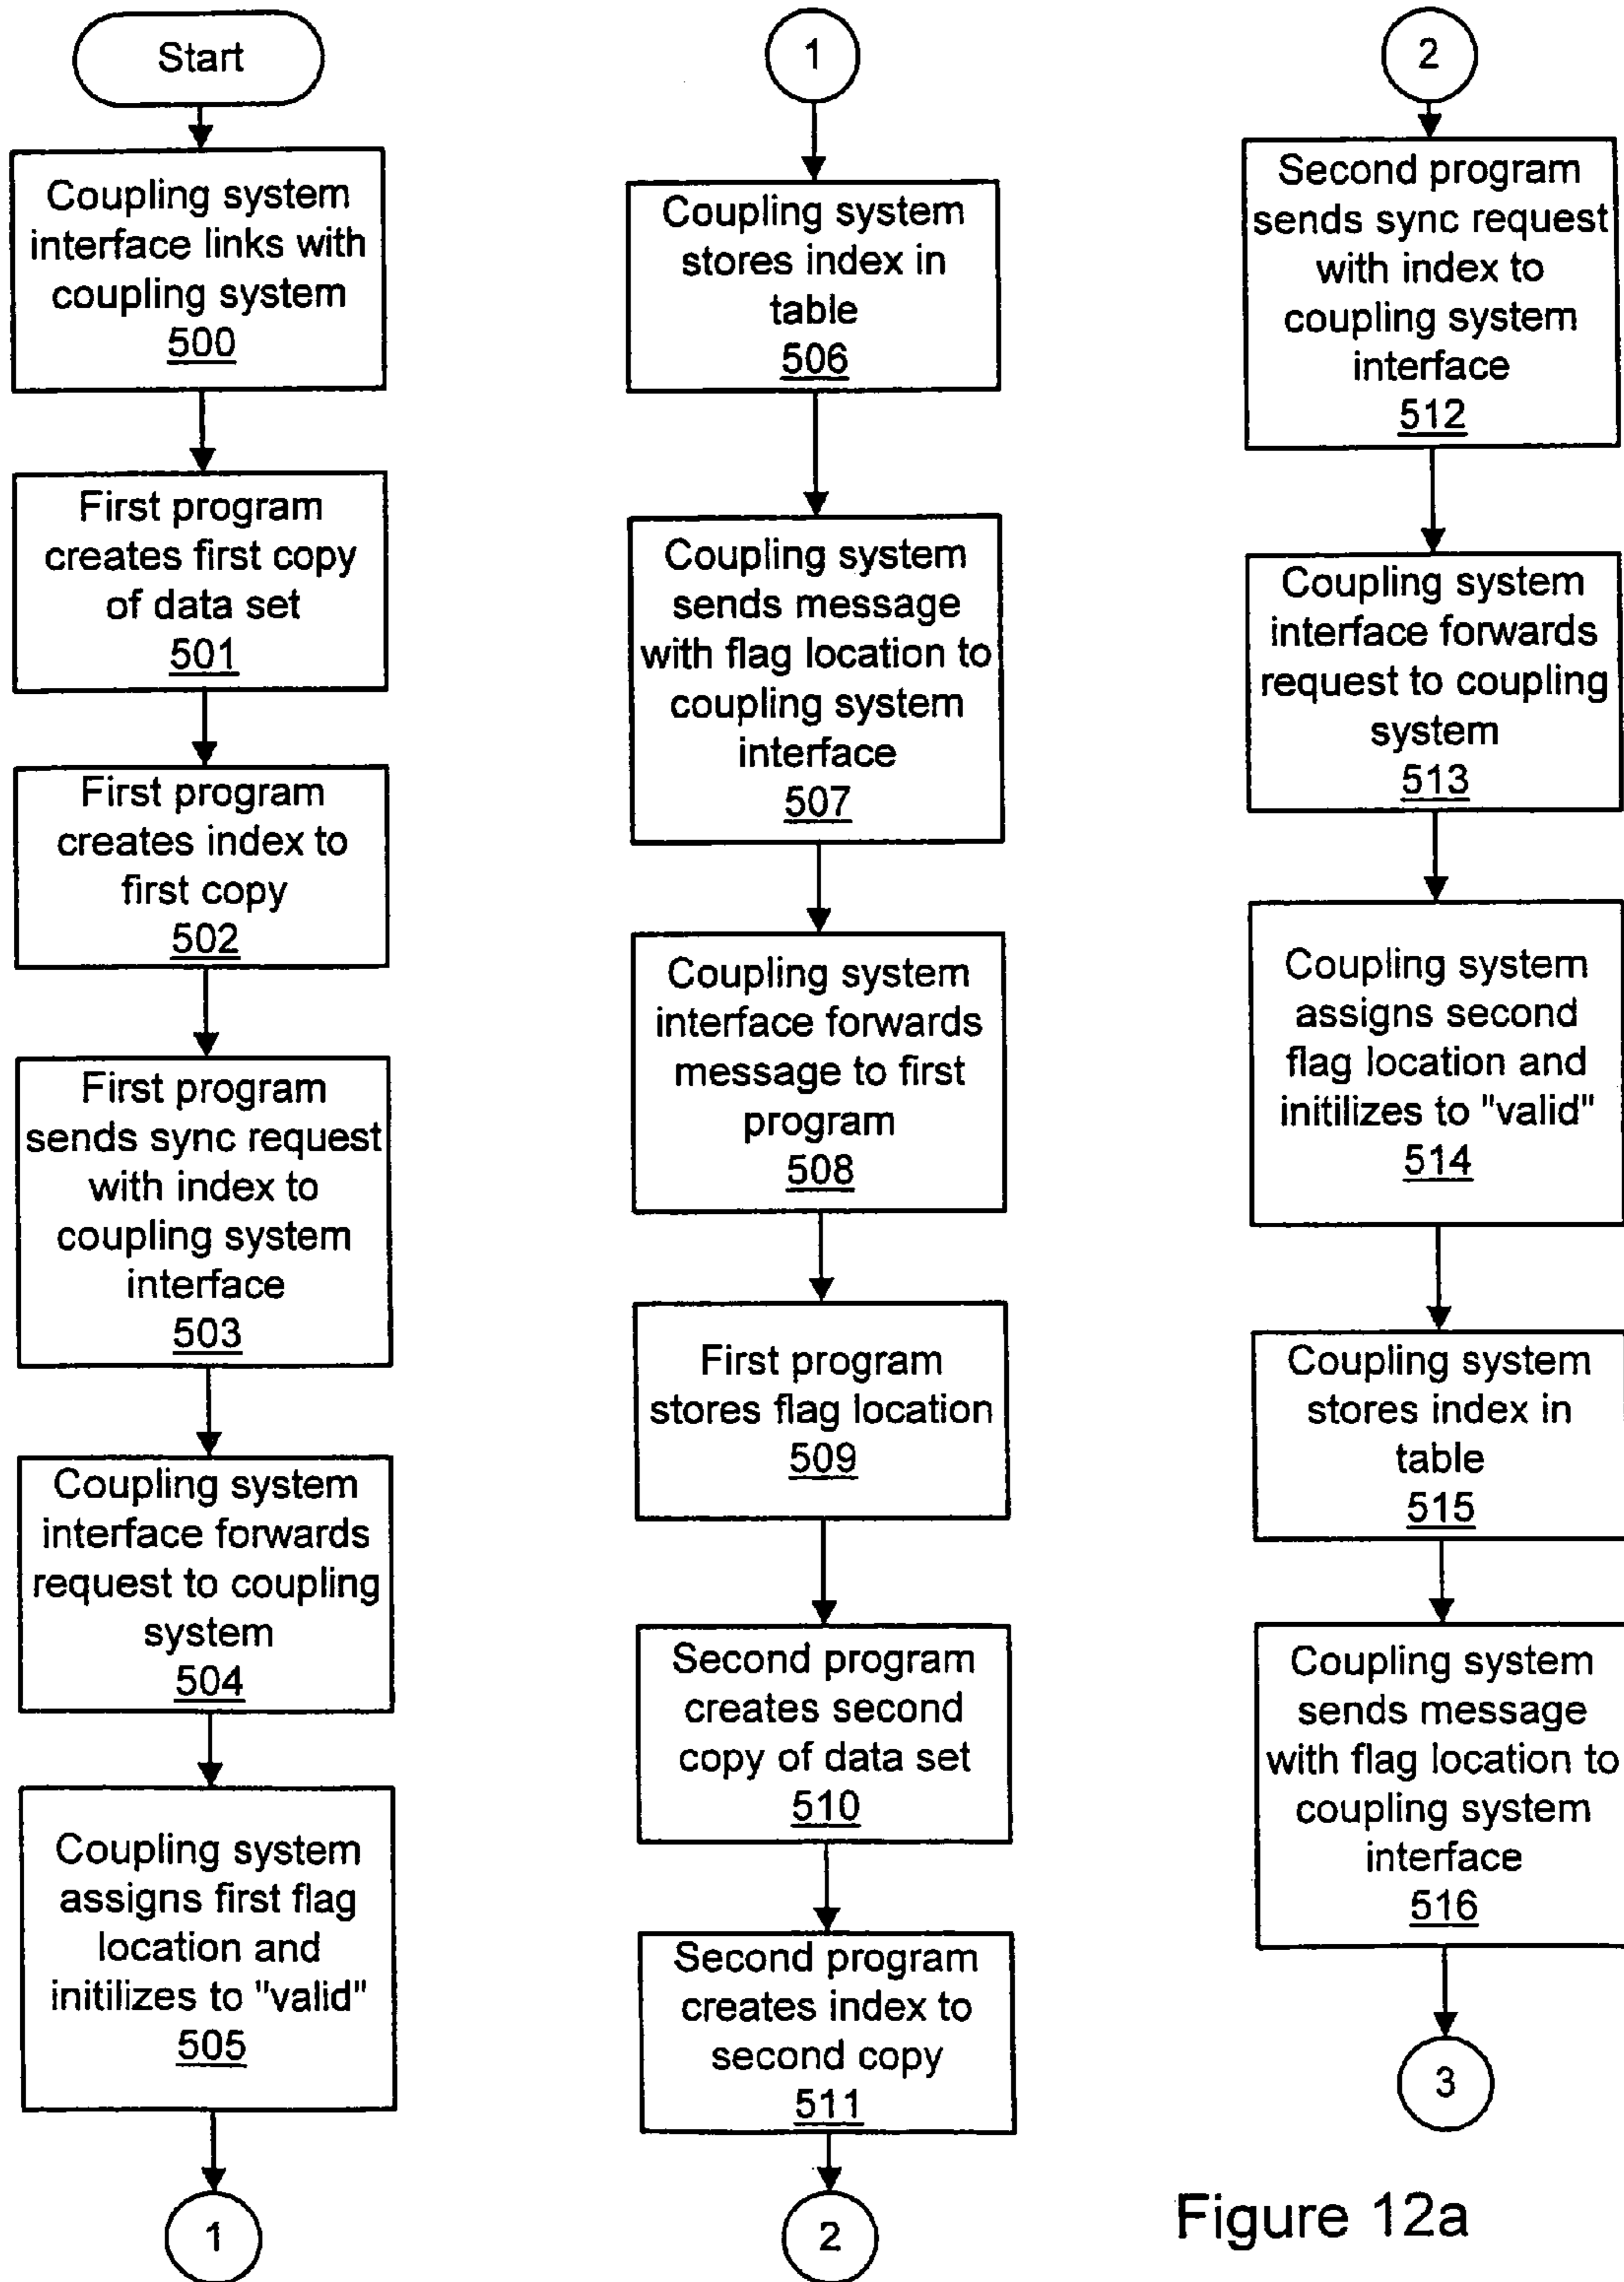 Start
Coupling system
interface links with
coupling system
500
First program
creates first copy
of data set
501
First program
creates index to
first copy
502
First program
sends sync request
with index to
coupling system
interface
503
Coupling system
interface forwards
request to coupling
system
504
Coupling system
assigns first flag
location and
initilizes to "valid"
505
1
1
Coupling system
stores index in
table
506
Coupling system
sends message
with flag location to
coupling system
interface
507
Coupling system
interface forwards
message to first
program
508
First program
stores flag location
509
Second program
creates second
copy of data set
510
Second program
creates index to
second copy
511
2
2
Second program
sends sync request
with index to
coupling system
interface
512
Coupling system
interface forwards
request to coupling
system
513
Coupling system
assigns second
flag location and
initilizes to "valid"
514
Coupling system
stores index in
table
515
Coupling system
sends message
with flag location to
coupling system
interface
516
3
Figure 12a